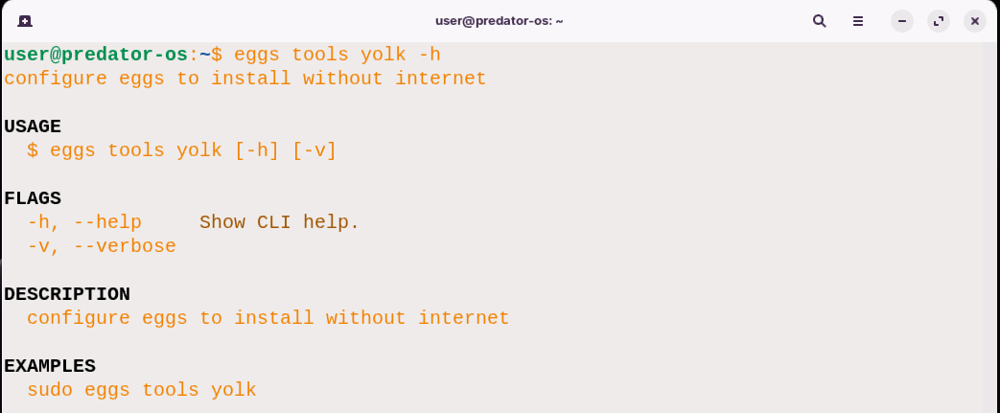 user@predator-os: ~
user@predator-os:~$ eggs tools yolk -h
configure eggs to install without internet
USAGE
$ eggs tools yolk [-h] [-v]
FLAGS
-h, --help Show CLI help.
-v, --verbose
DESCRIPTION
configure eggs to install without internet
EXAMPLES
sudo eggs tools yolk